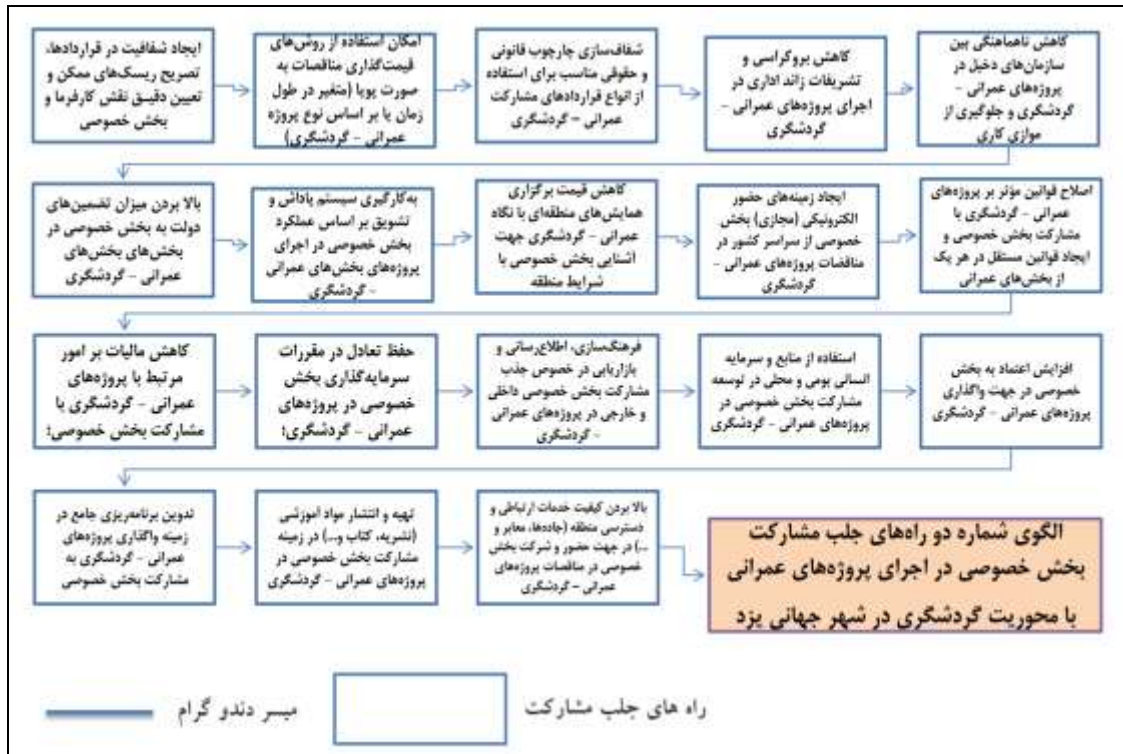 ایجاد شفافیت در قراردادها،
تصریح ریسک‌های ممکن و
تعیین دقیق نقش کارفرما و
بخش خصوصی
امکان استفاده از روش‌های
قیمت‌گذاری مناقصات به
صورت پویا (متغیر در طول
زمان یا بر اساس نوع پروژه
عمرانی - گردشگری)
شفاف‌سازی چارچوب قانونی
و حقوقی مناسب برای استفاده
از انواع قراردادهای مشارکت
عمرانی - گردشگری
کاهش بروکراسی و
تشریفات زائد اداری در
اجرای پروژه‌های عمرانی -
گردشگری
کاهش ناهماهنگی بین
سازمان‌های دخیل در
پروژه‌های عمرانی -
گردشگری و جلوگیری از
موازی کاری
بالا بردن میزان تضمین‌های
دولت به بخش خصوصی در
بخش‌های بخش‌های
عمرانی - گردشگری
به‌کارگیری سیستم پاداش و
تشویق بر اساس عملکرد
بخش خصوصی در اجرای
پروژه‌های بخش‌های عمرانی
- گردشگری
کاهش قیمت برگزاری
همایش‌های منطقه‌ای با نگاه
عمرانی - گردشگری جهت
آشنایی بخش خصوصی با
شرایط منطقه
ایجاد زمینه‌های حضور
الکترونیکی (مجازی) بخش
خصوصی از سراسر کشور در
مناقصات پروژه‌های عمرانی -
گردشگری
اصلاح قوانین مؤثر بر پروژه‌های
عمرانی - گردشگری با
مشارکت بخش خصوصی و
ایجاد قوانین مستقل در هر یک
از بخش‌های عمرانی
کاهش مالیات بر امور
مرتبط با پروژه‌های
عمرانی - گردشگری با
مشارکت بخش خصوصی؛
حفظ تعادل در مقررات
سرمایه‌گذاری بخش
خصوصی در پروژه‌های
عمرانی - گردشگری؛
فرهنگ‌سازی، اطلاع‌رسانی و
بازاریابی در خصوص جذب
مشارکت بخش خصوصی داخلی
و خارجی در پروژه‌های عمرانی
- گردشگری
استفاده از منابع و سرمایه
انسانی بومی و محلی در توسعه
مشارکت بخش خصوصی در
پروژه‌های عمرانی - گردشگری
افزایش اعتماد به بخش
خصوصی در جهت واگذاری
پروژه‌های عمرانی - گردشگری
تدوین برنامه‌ریزی جامع در
زمینه واگذاری پروژه‌های
عمرانی - گردشگری به
مشارکت بخش خصوصی
تهیه و انتشار مواد آموزشی
(نشریه، کتاب و...) در زمینه
مشارکت بخش خصوصی در
پروژه‌های عمرانی - گردشگری
بالا بردن کیفیت خدمات ارتباطی و
دسترسی منطقه (جاده‌ها، معابر و
...) در جهت حضور و شرکت بخش
خصوصی در مناقصات پروژه‌های
عمرانی - گردشگری
الگوی شماره دو راه‌های جلب مشارکت
بخش خصوصی در اجرای پروژه‌های عمرانی
با محوریت گردشگری در شهر جهانی یزد
راه های جلب مشارکت
میسر دندو گرام